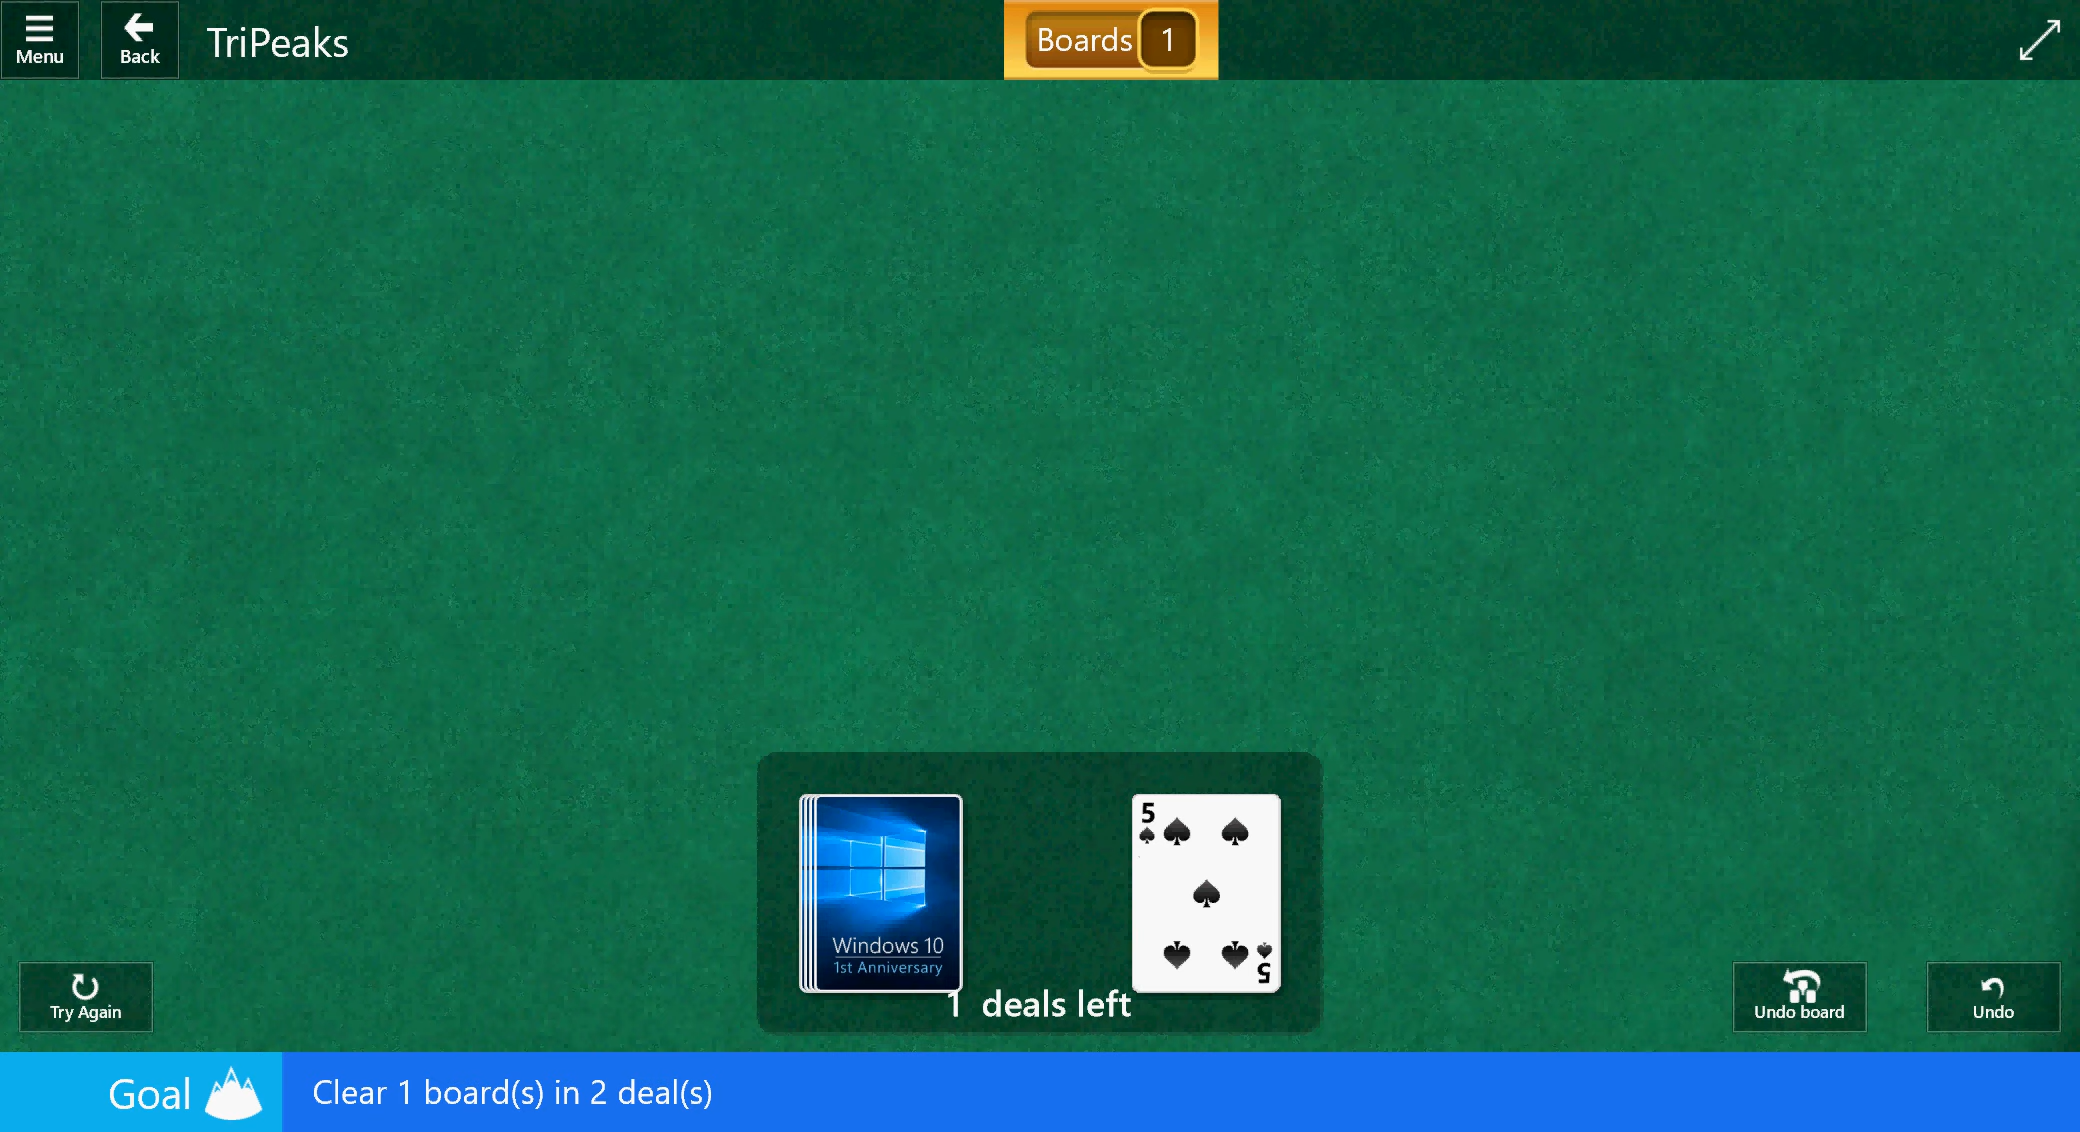 Menu
Back
TriPeaks
Boards 1
5
Windows 10
1st Anniversary
5
1 deals left
Try Again
Undo board
Undo
Goal
Clear 1 board(s) in 2 deal(s)